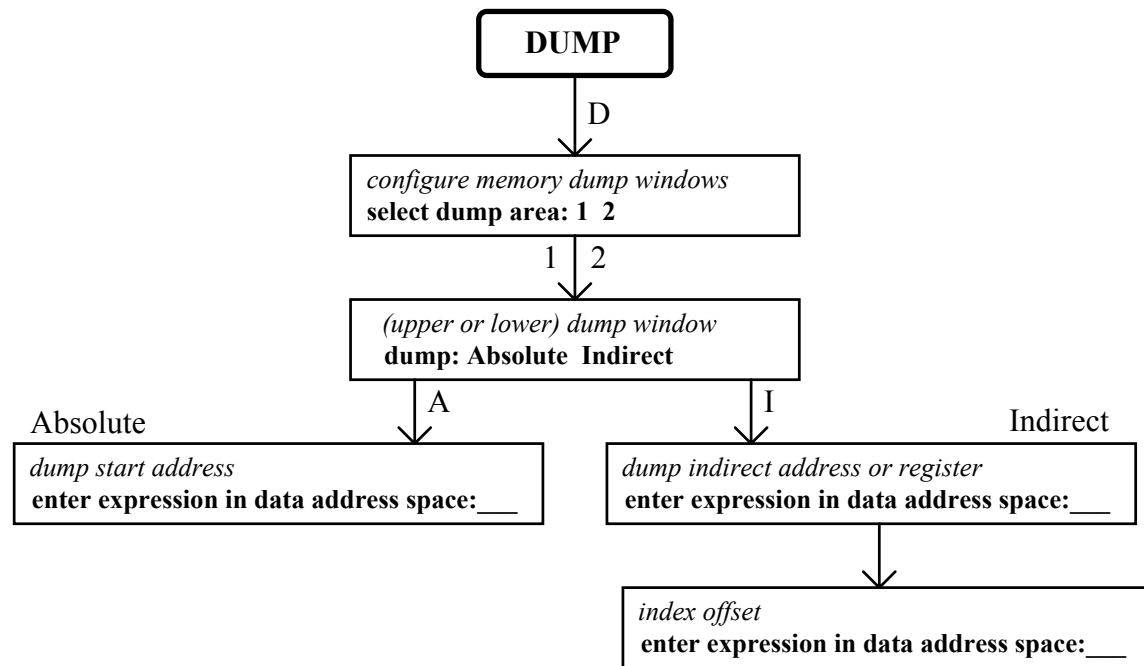 DUMP
D
configure memory dump windows
select dump area: 1 2
1 2
(upper or lower) dump window
dump: Absolute Indirect
A I
Absolute Indirect
dump start address
enter expression in data address space:___
dump indirect address or register
enter expression in data address space:___
index offset
enter expression in data address space:___